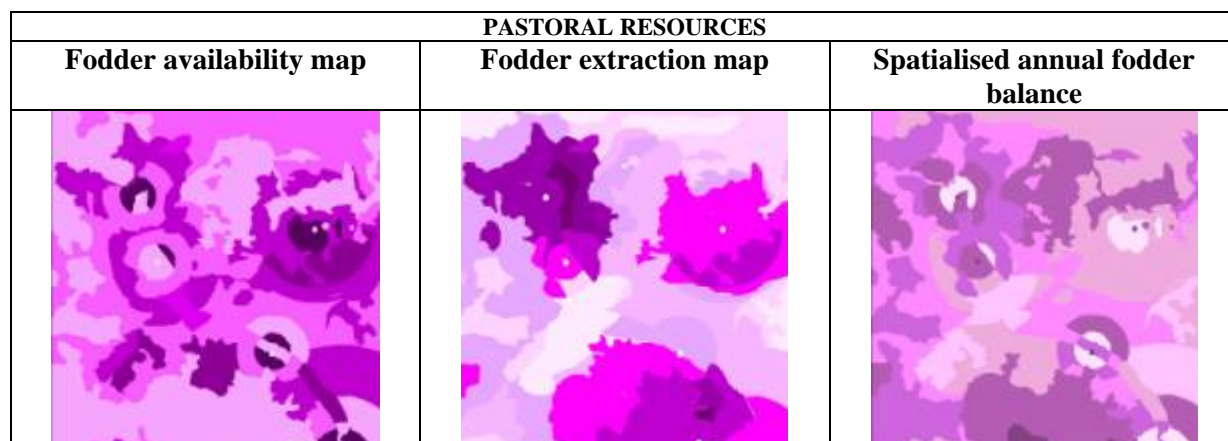 PASTORAL RESOURCES
Fodder availability map
Fodder extraction map
Spatialised annual fodder
balance